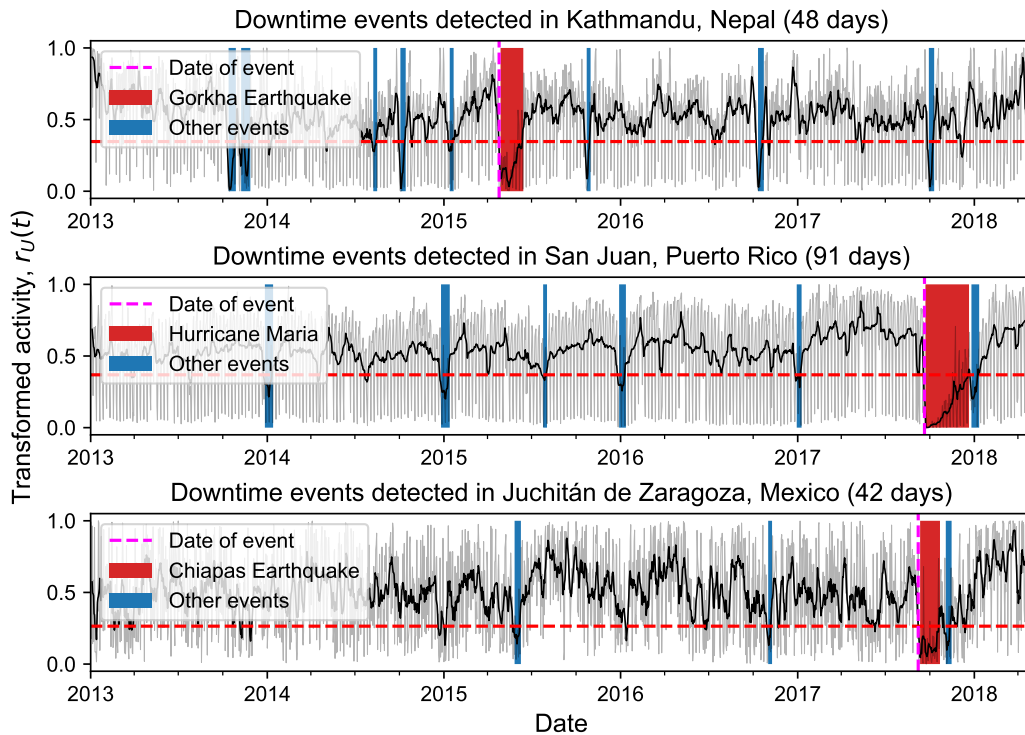 Downtime events detected in Kathmandu, Nepal (48 days)
1.0
0.5
0.0
Date of event
Gorkha Earthquake
Other events
2013 2014 2015 2016 2017 2018
Downtime events detected in San Juan, Puerto Rico (91 days)
Transformed activity, r_U(t)
1.0
0.5
0.0
Date of event
Hurricane Maria
Other events
2013 2014 2015 2016 2017 2018
Downtime events detected in Juchitán de Zaragoza, Mexico (42 days)
1.0
0.5
0.0
Date of event
Chiapas Earthquake
Other events
2013 2014 2015 2016 2017 2018
Date